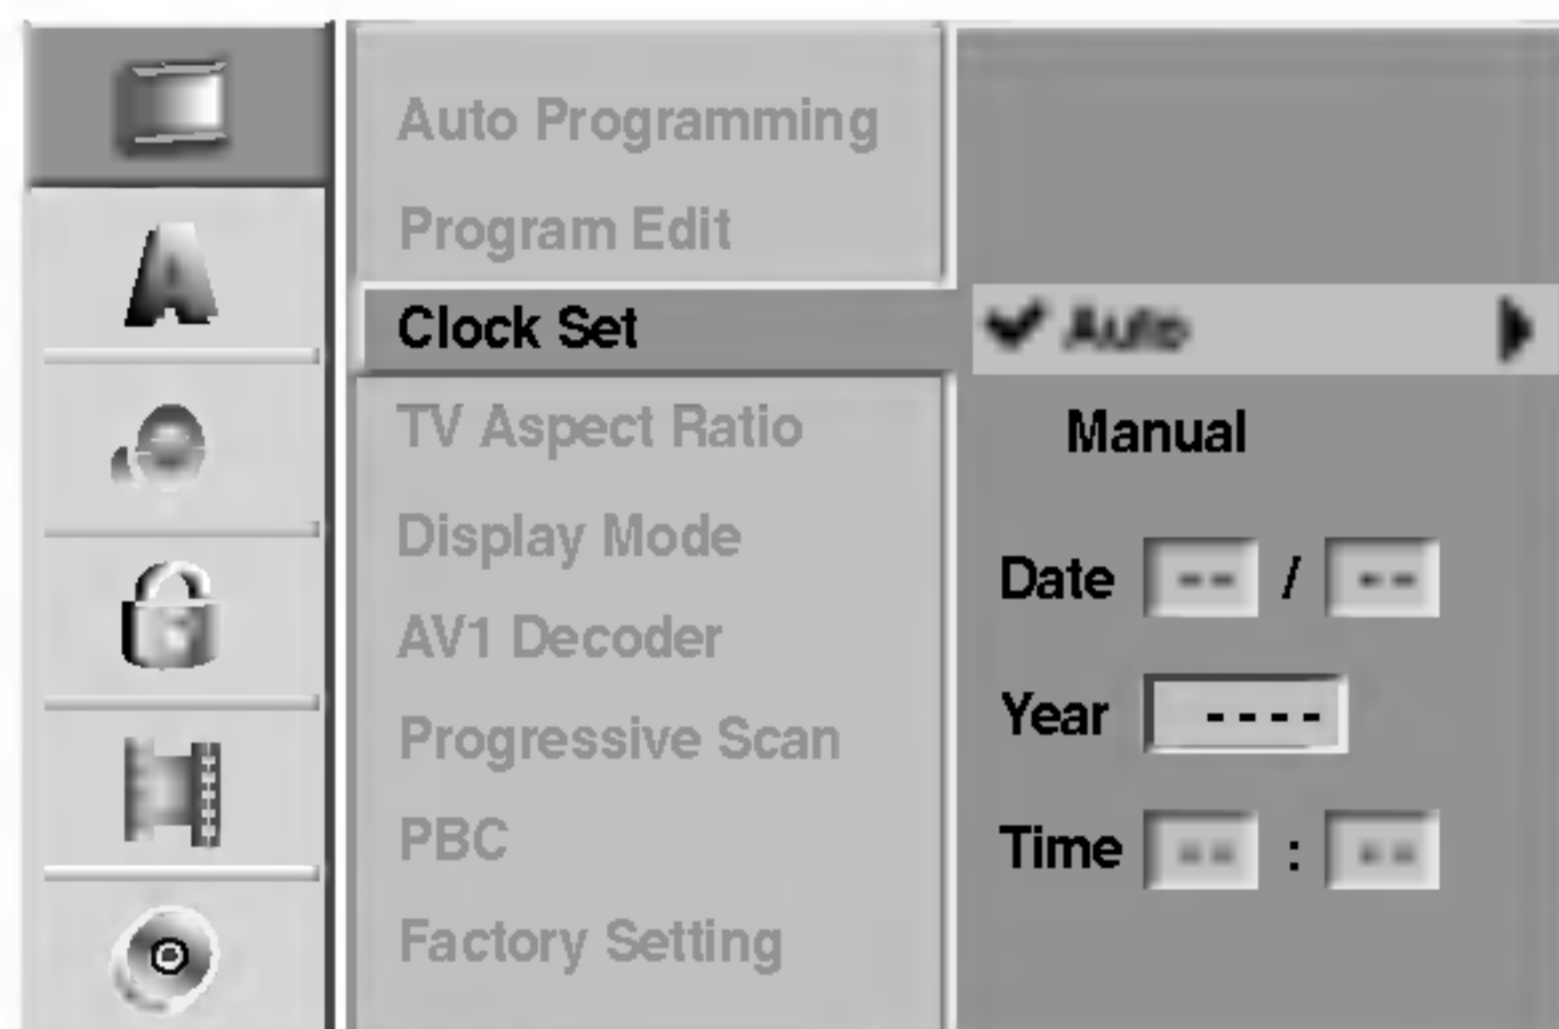 Auto Programming
Program Edit
Clock Set
TV Aspect Ratio
Display Mode
AV1 Decoder
Progressive Scan
PBC
Factory Setting
Auto
Manual
Date -- / --
Year ----
Time -- : --